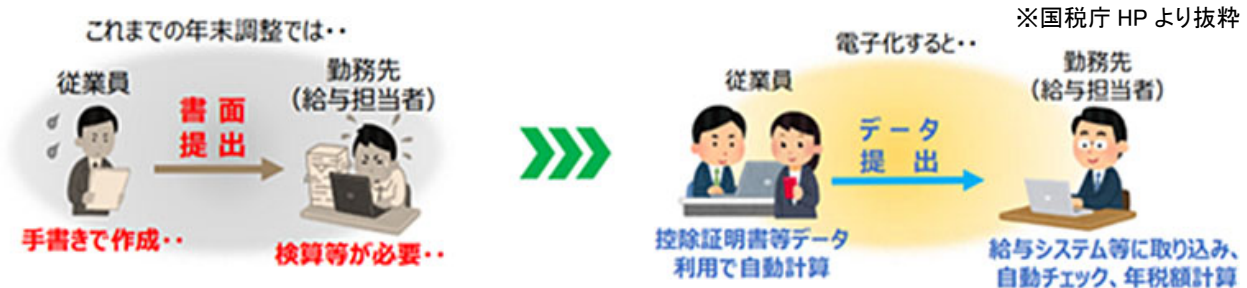 ※国税庁 HP より抜粋
これまでの年末調整では・・
従業員
勤務先
（給与担当者）
書面
提出
手書きで作成・・
検算等が必要・・
電子化すると・・
従業員
勤務先
（給与担当者）
データ
提出
控除証明書等データ
利用で自動計算
給与システム等に取り込み、
自動チェック、年税額計算